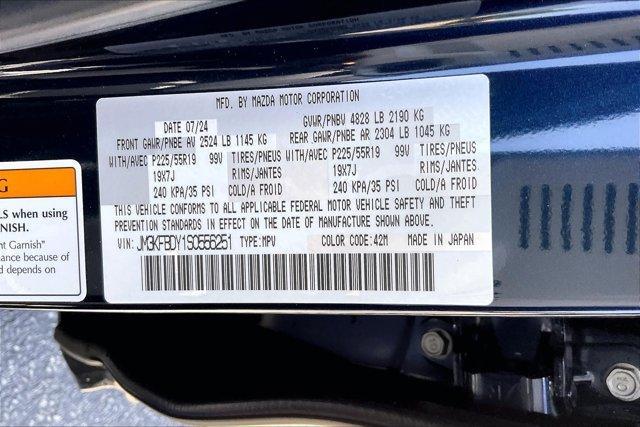 MFD. BY MAZDA MOTOR CORPORATION
DATE 07/24 GVWR/PNBV 4828 LB 2190 KG
FRONT GAWR/PNBE AV 2524 LB 1145 KG REAR GAWR/PNBE AR 2304 LB 1045 KG
WITH/AVEC P225/55R19 99V TIRES/PNEUS WITH/AVEC P225/55R19 99V TIRES/PNEUS
19X7J RIMS/JANTES 19X7J RIMS/JANTES
240 KPA/35 PSI COLD/A FROID 240 KPA/35 PSI COLD/A FROID
THIS VEHICLE CONFORMS TO ALL APPLICABLE FEDERAL MOTOR VEHICLE SAFETY AND THEFT
PREVENTION STANDARDS IN EFFECT ON THE DATE OF MANUFACTURE SHOWN ABOVE.
VIN: JM3KFBDY1S0556251 TYPE:MPV COLOR CODE:42M MADE IN JAPAN
G
LS when using
NISH.
nt Garnish"
nance because of
d depends on